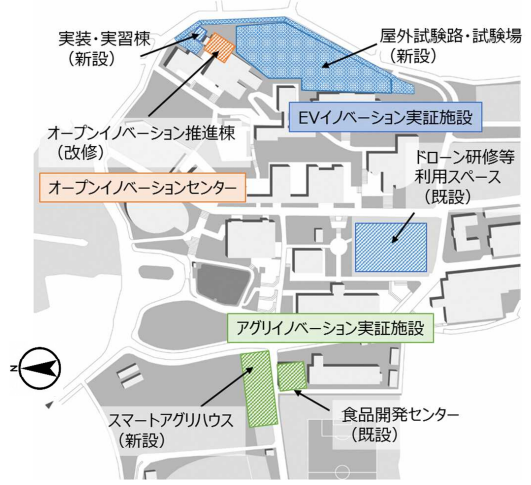 実装・実習棟
（新設）
屋外試験路・試験場
（新設）
EVイノベーション実証施設
オープンイノベーション推進棟
（改修）
ドローン研修等
利用スペース
（既設）
オープンイノベーションセンター
アグリイノベーション実証施設
N
スマートアグリハウス
（新設）
食品開発センター
（既設）